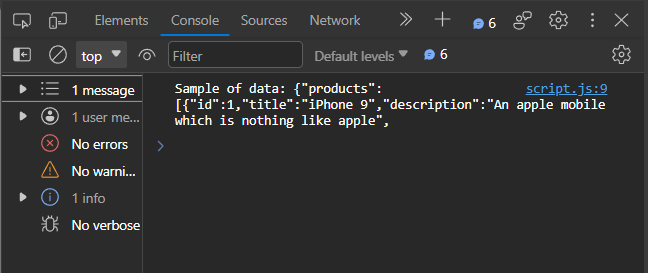 Elements Console Sources Network 6
top Filter Default levels 6
1 message
1 user me...
No errors
No warni...
1 info
No verbose
Sample of data: {"products": script.js:9
[{"id":1,"title":"iPhone 9","description":"An apple mobile
which is nothing like apple",